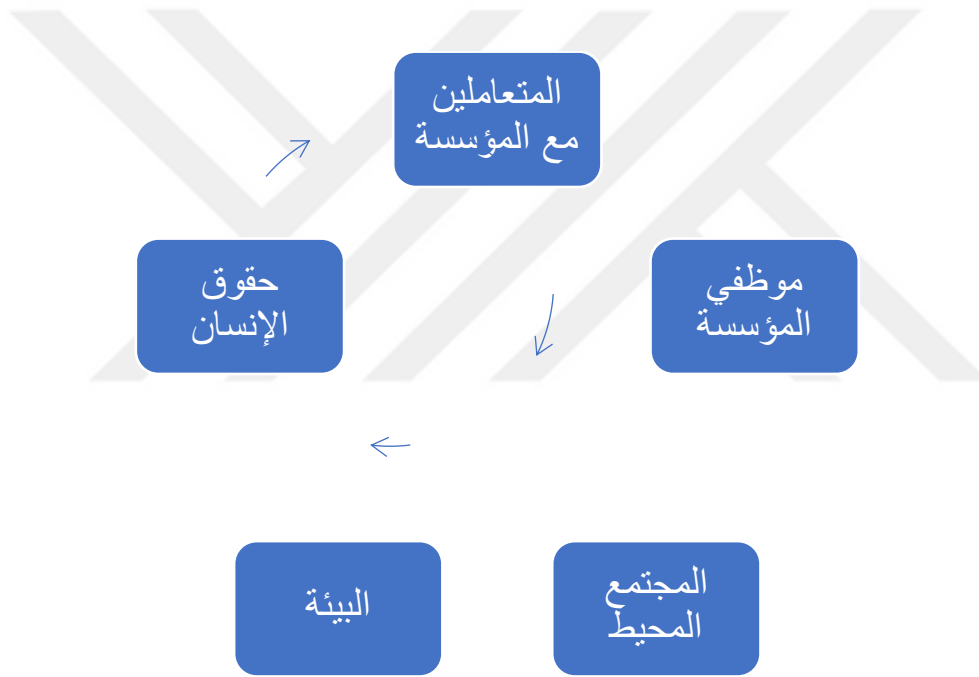 المتعاملين
مع المؤسسة
موظفي
المؤسسة
حقوق
الإنسان
المجتمع
المحيط
البيئة